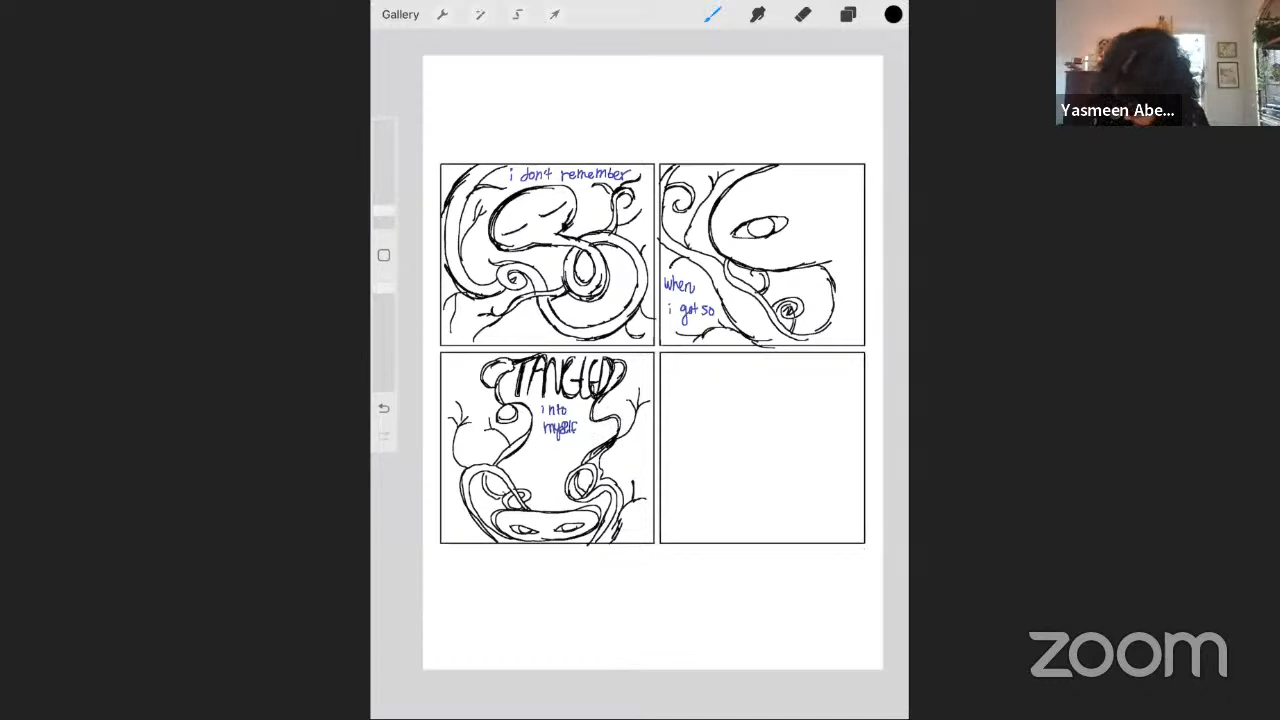 Gallery
Yasmeen Abe...
i don't remember
when
i got so
TANGLED
into
myself
zoom